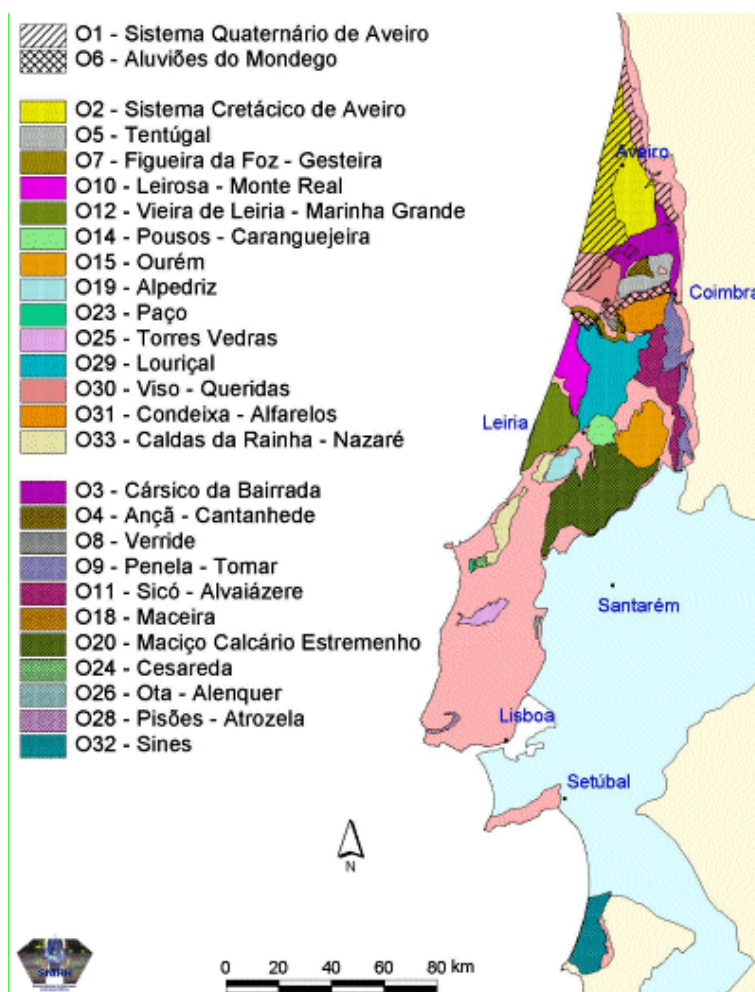 O1 - Sistema Quaternário de Aveiro
O6 - Aluviões do Mondego
O2 - Sistema Cretácico de Aveiro
O5 - Tentúgal
O7 - Figueira da Foz - Gesteira
O10 - Leirosa - Monte Real
O12 - Vieira de Leiria - Marinha Grande
O14 - Pousos - Caranguejeira
O15 - Ourém
O19 - Alpedriz
O23 - Paço
O25 - Torres Vedras
O29 - Louriçal
O30 - Viso - Queridas
O31 - Condeixa - Alfarelos
O33 - Caldas da Rainha - Nazaré
O3 - Cársico da Bairrada
O4 - Ançã - Cantanhede
O8 - Verride
O9 - Penela - Tomar
O11 - Sicó - Alvaiázere
O18 - Maceira
O20 - Maciço Calcário Estremenho
O24 - Cesareda
O26 - Ota - Alenquer
O28 - Pisões - Atrozela
O32 - Sines
Aveiro
Coimbra
Leiria
Santarém
Lisboa
Setúbal
N
0 20 40 60 80 km
SNIRH